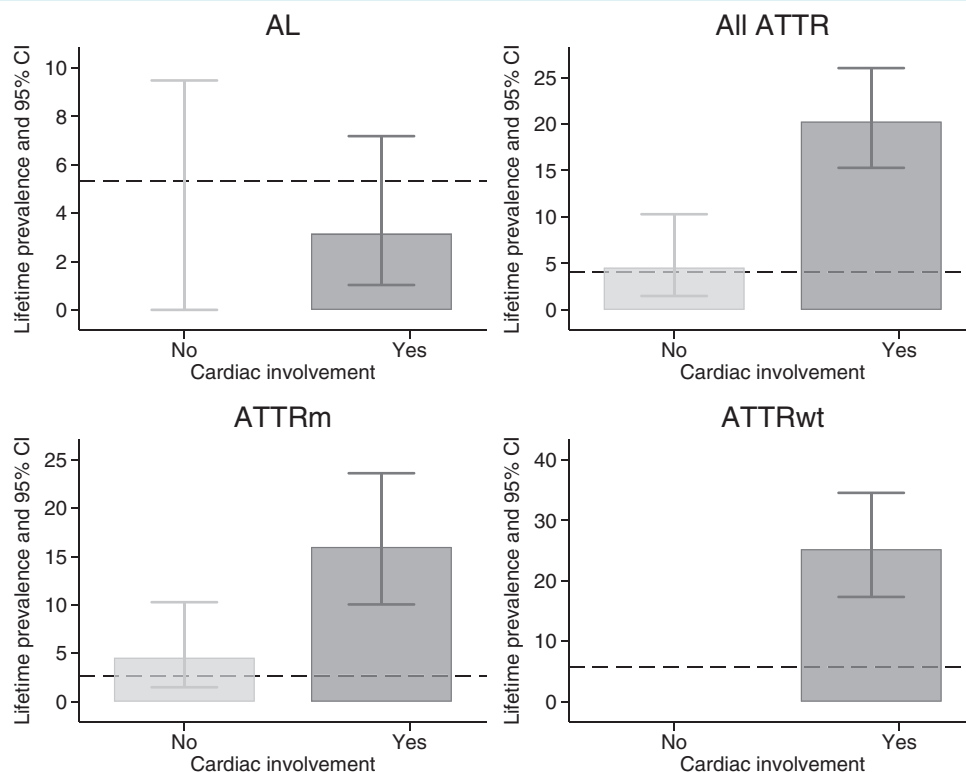 AL
Lifetime prevalence and 95% CI
10
8
6
4
2
0
No Yes
Cardiac involvement
All ATTR
Lifetime prevalence and 95% CI
25
20
15
10
5
0
No Yes
Cardiac involvement
ATTRm
Lifetime prevalence and 95% CI
25
20
15
10
5
0
No Yes
Cardiac involvement
ATTRwt
Lifetime prevalence and 95% CI
40
30
20
10
0
No Yes
Cardiac involvement